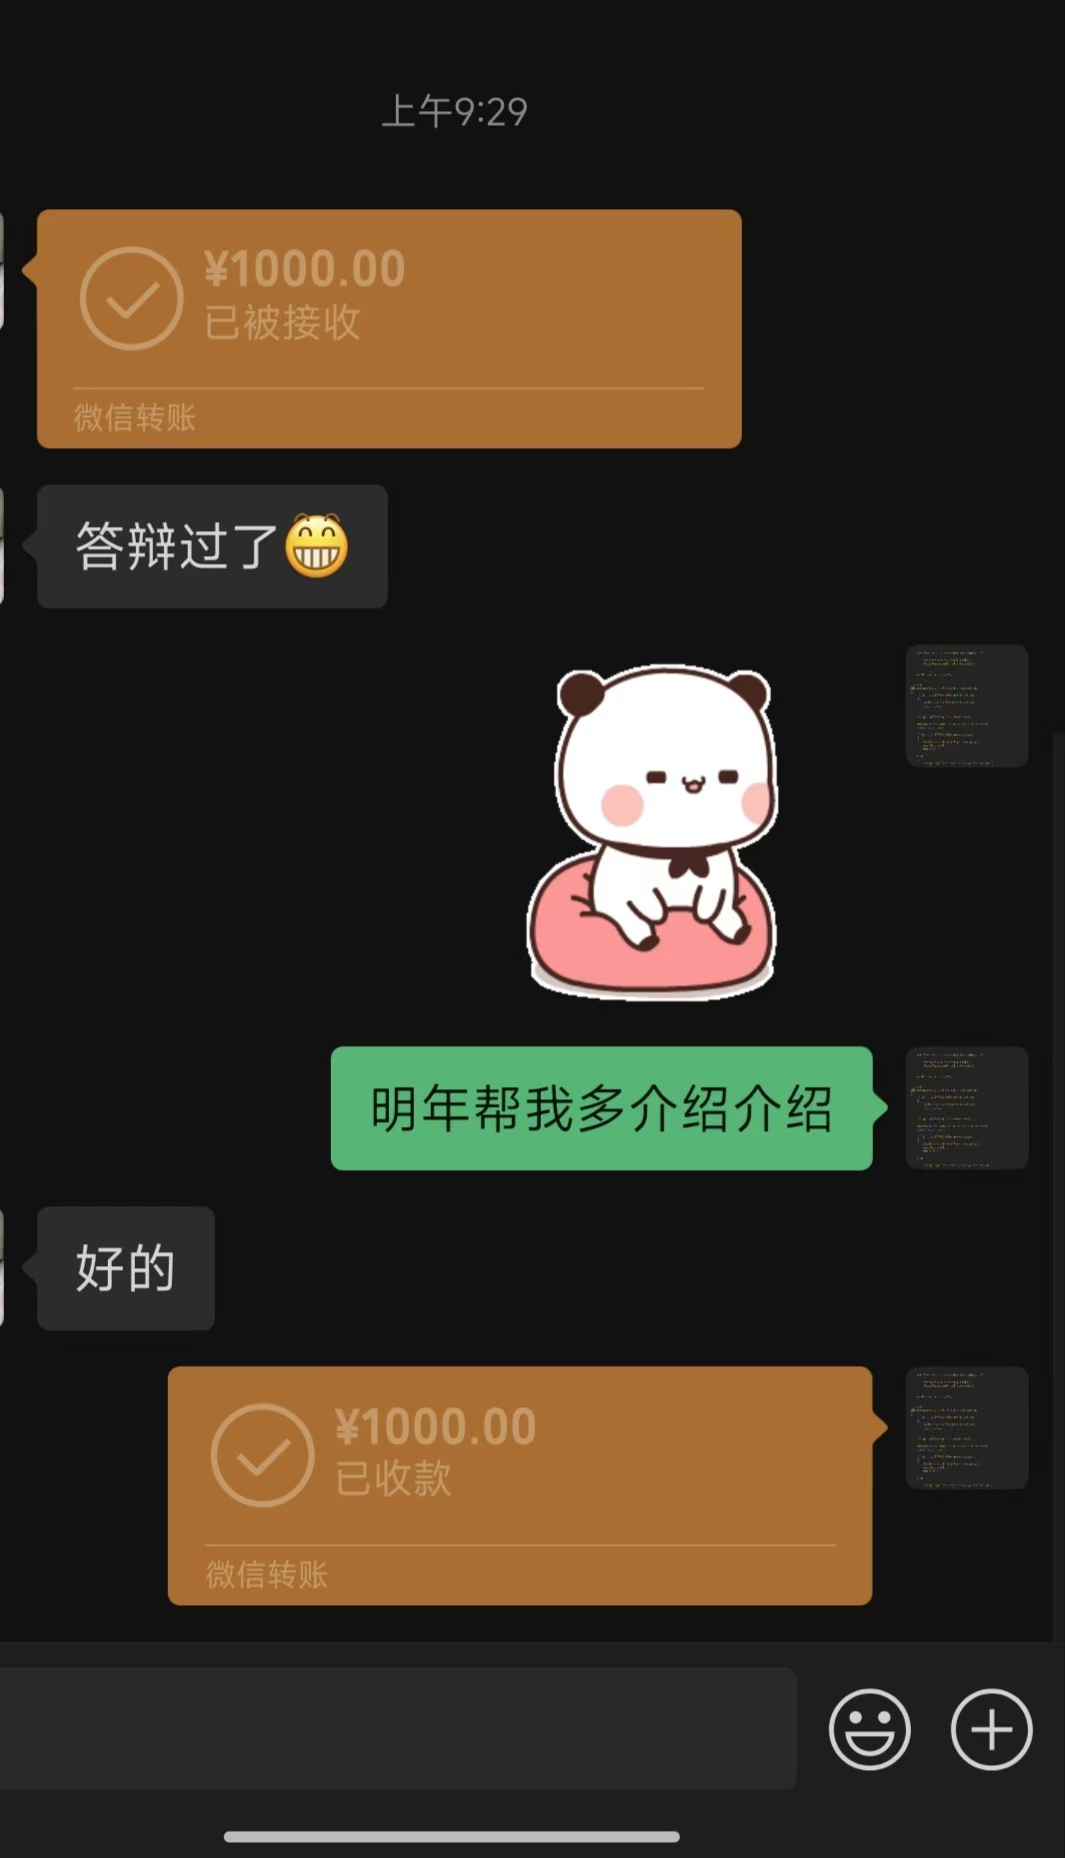 上午9:29
¥1000.00
已被接收
微信转账
答辩过了😁
明年帮我多介绍介绍
好的
¥1000.00
已收款
微信转账